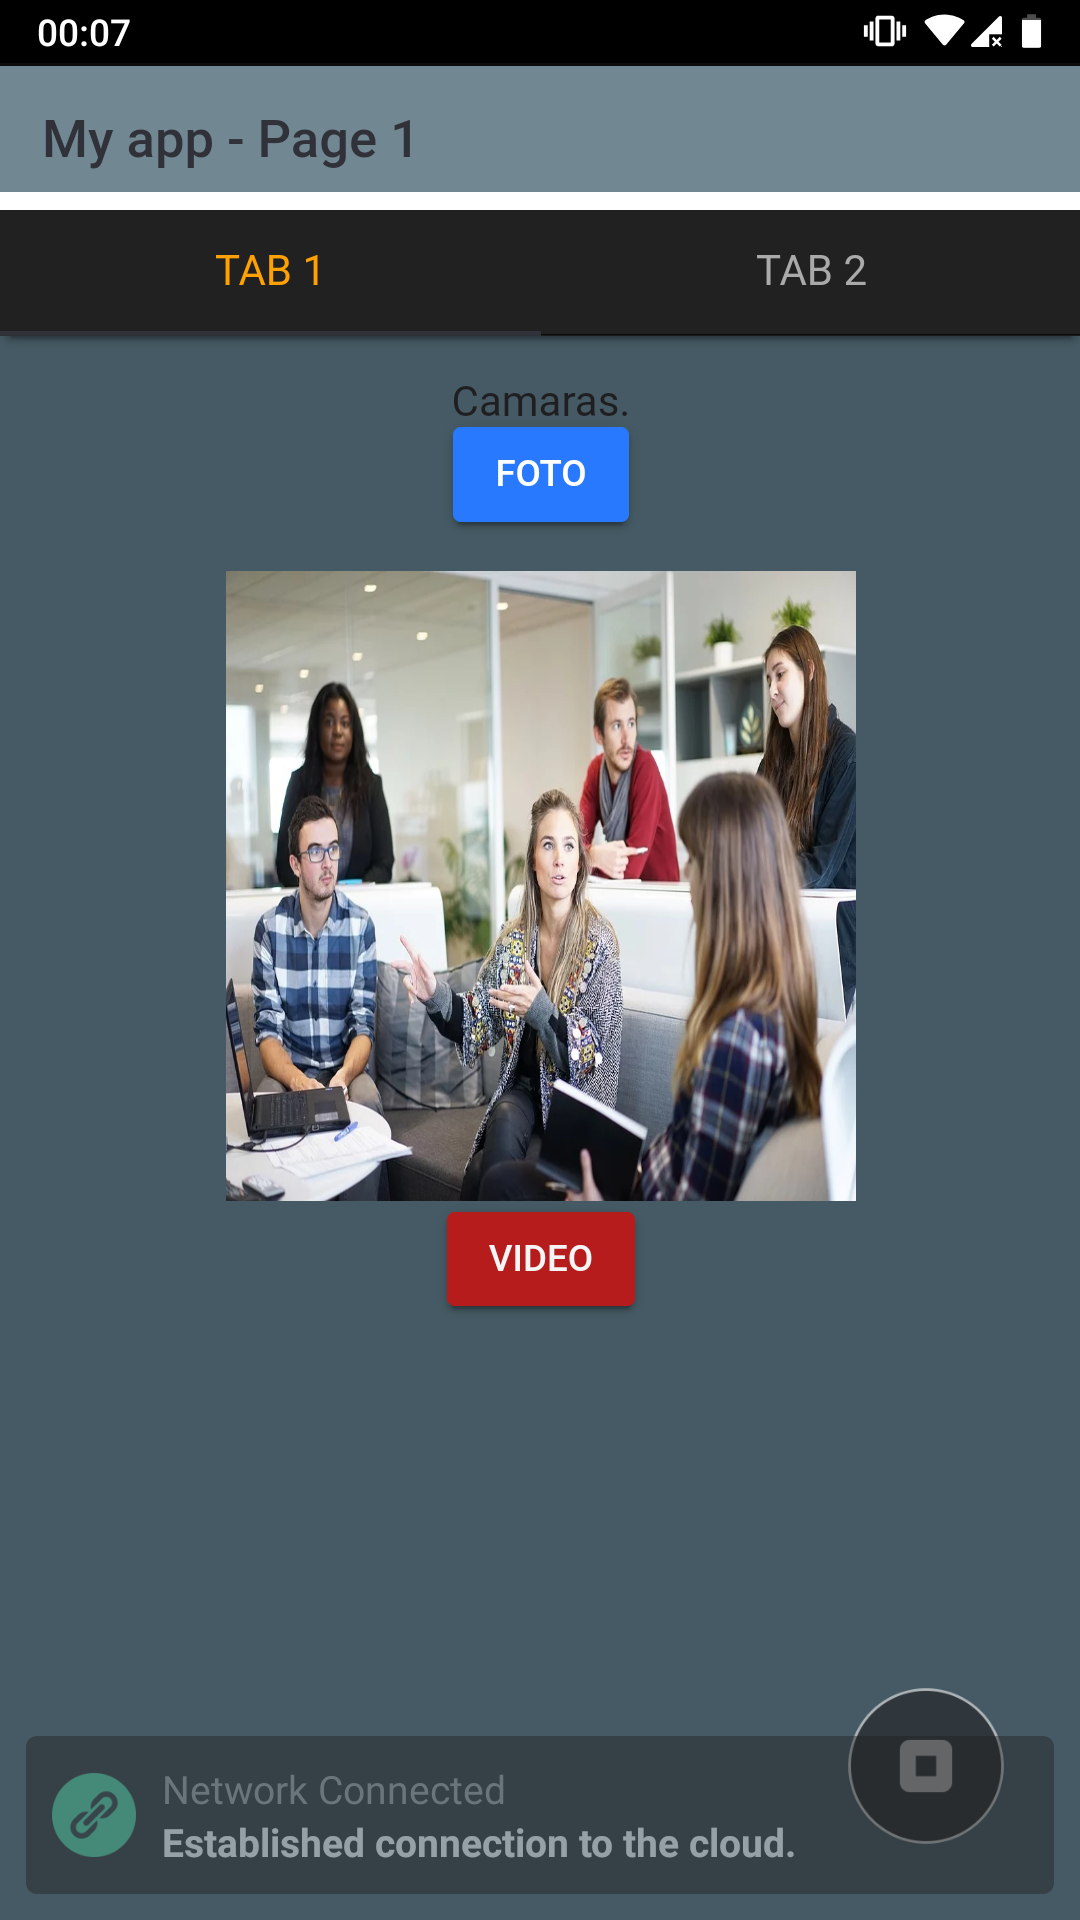 00:07
My app - Page 1
TAB 1
TAB 2
Camaras.
FOTO
VIDEO
Network Connected
Established connection to the cloud.